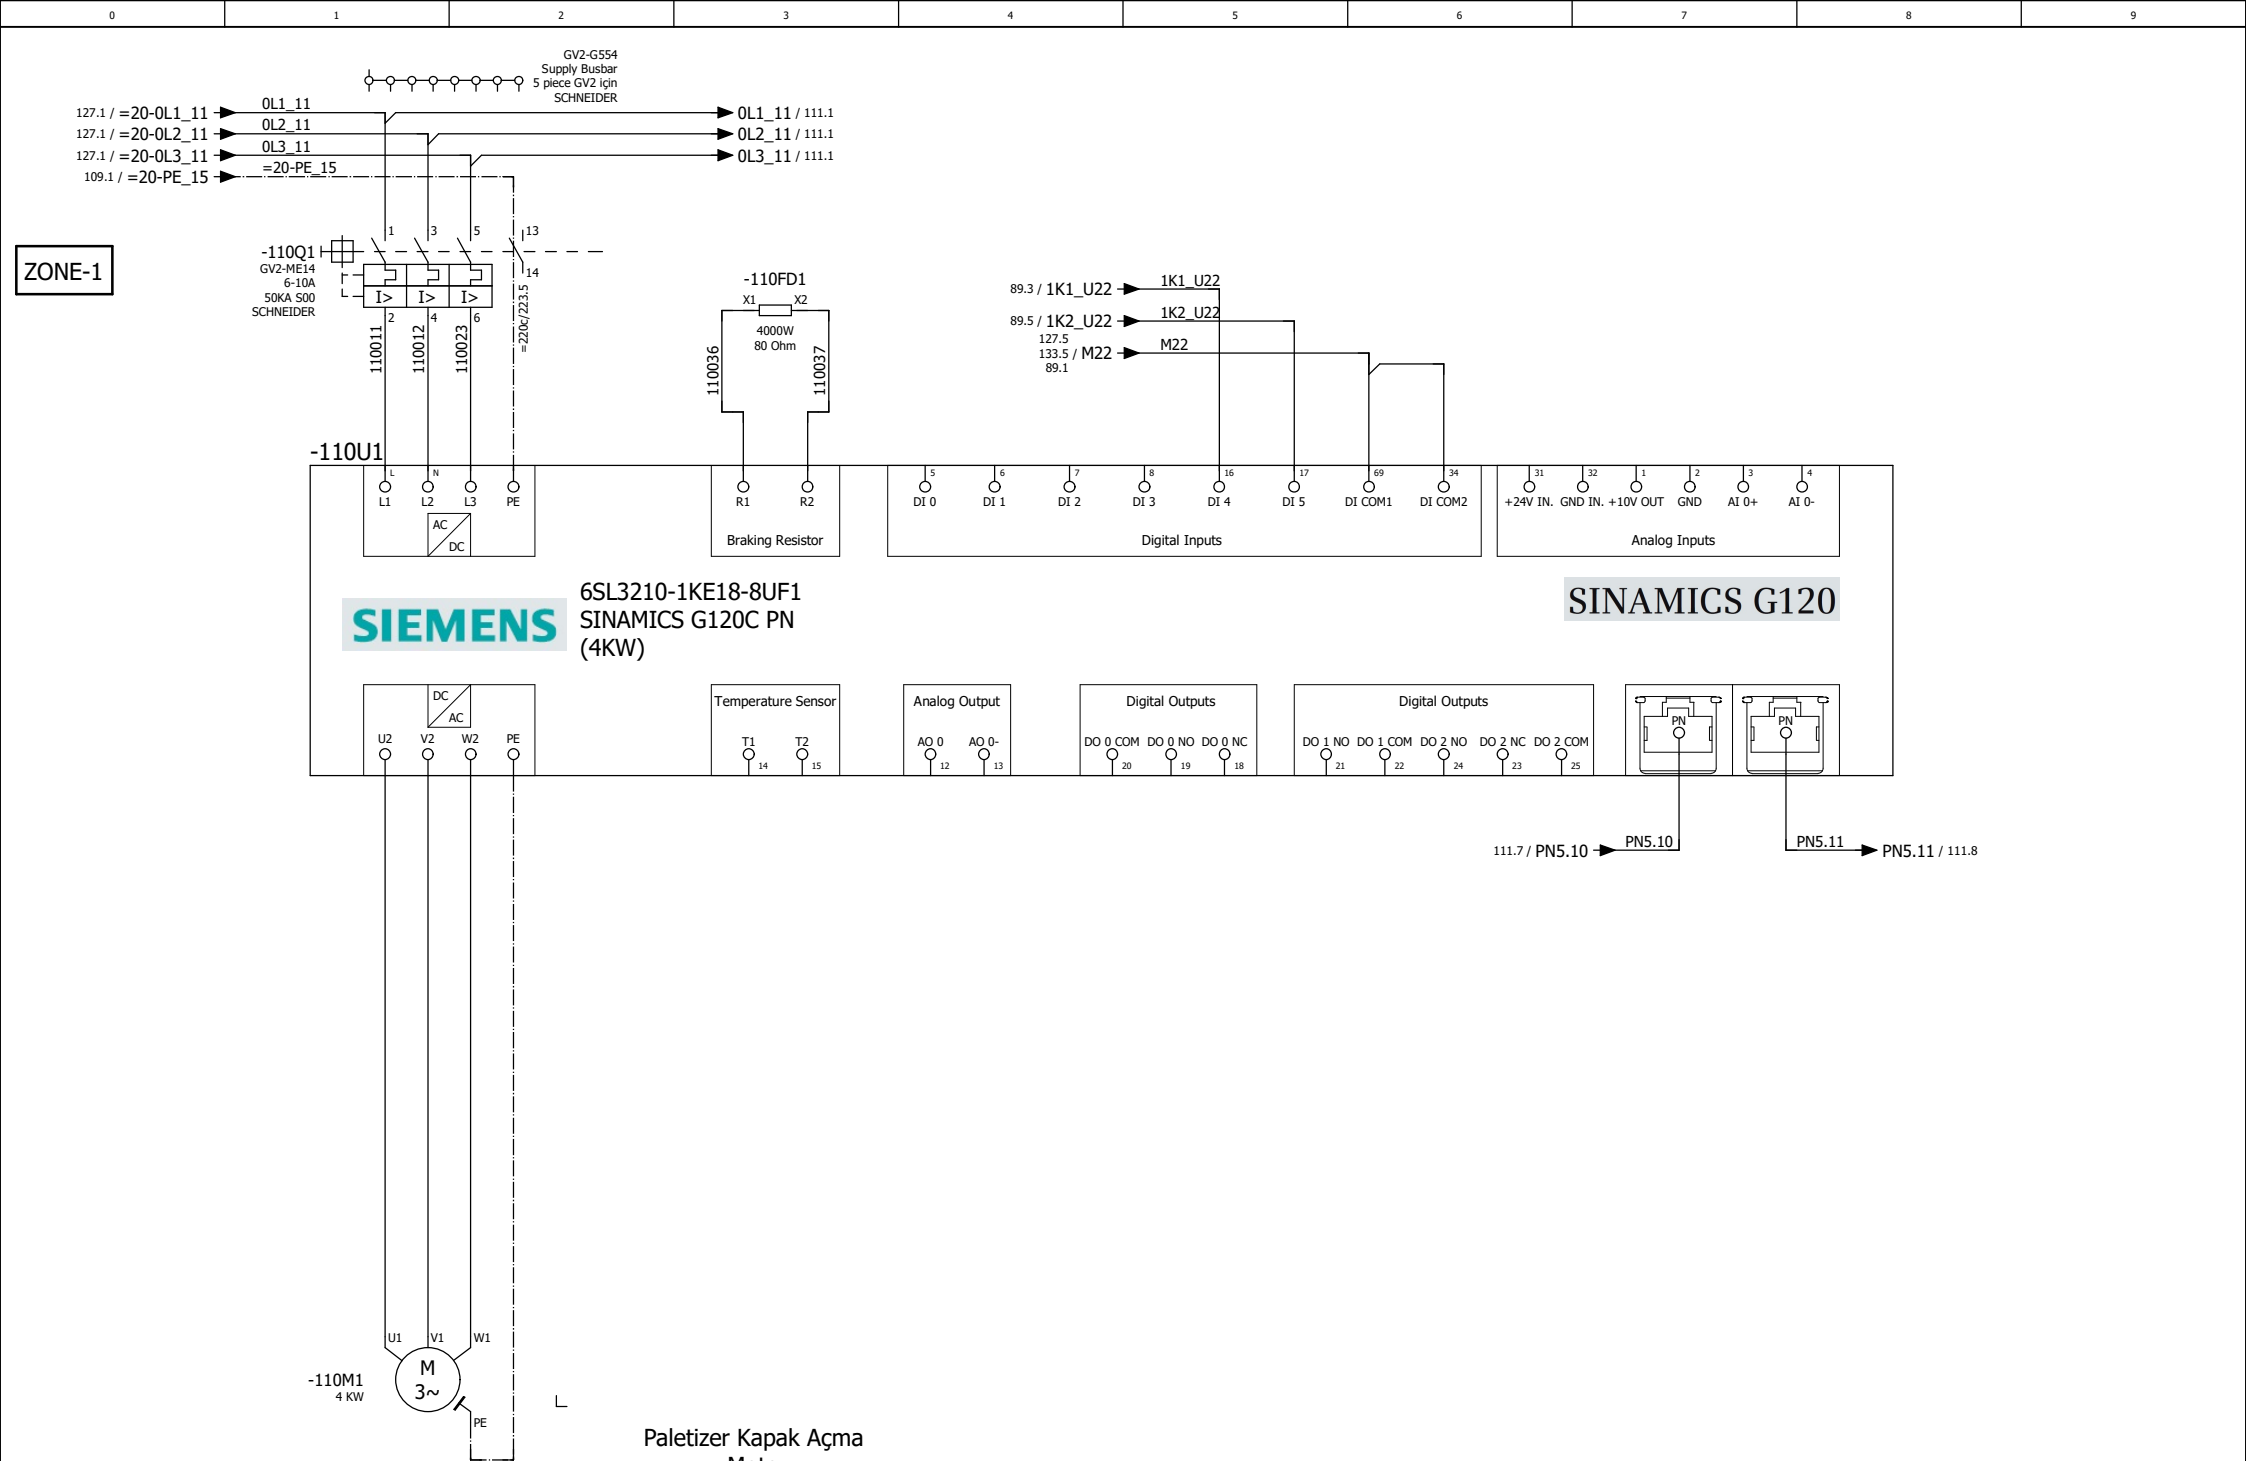 0 1 2 3 4 5 6 7 8 9
GV2-G554
Supply Busbar
5 piece GV2 için
SCHNEIDER
127.1 / =20-0L1_11 0L1_11 0L1_11 / 111.1
127.1 / =20-0L2_11 0L2_11 0L2_11 / 111.1
127.1 / =20-0L3_11 0L3_11 0L3_11 / 111.1
109.1 / =20-PE_15 =20-PE_15
ZONE-1
-110Q1
GV2-ME14
6-10A
50KA S00
SCHNEIDER
1 3 5 13
14
I> I> I>
2 4 6
110011 110012 110023
=220c/223.5
-110FD1
X1 X2
4000W
80 Ohm
110036 110037
89.3 / 1K1_U22 1K1_U22
89.5 / 1K2_U22 1K2_U22
127.5
133.5 / M22 M22
89.1
-110U1
L N
L1 L2 L3 PE
AC
DC
R1 R2
Braking Resistor
5 6 7 8 16 17 69 34
DI 0 DI 1 DI 2 DI 3 DI 4 DI 5 DI COM1 DI COM2
Digital Inputs
31 32 1 2 3 4
+24V IN. GND IN. +10V OUT GND AI 0+ AI 0-
Analog Inputs
SIEMENS
6SL3210-1KE18-8UF1
SINAMICS G120C PN
(4KW)
SINAMICS G120
DC
AC
U2 V2 W2 PE
Temperature Sensor
T1 T2
14 15
Analog Output
AO 0 AO 0-
12 13
Digital Outputs
DO 0 COM DO 0 NO DO 0 NC
20 19 18
Digital Outputs
DO 1 NO DO 1 COM DO 2 NO DO 2 NC DO 2 COM
21 22 24 23 25
PN PN
111.7 / PN5.10 PN5.10
PN5.11 PN5.11 / 111.8
U1 V1 W1
M
3~
-110M1
4 KW
PE
Paletizer Kapak Açma